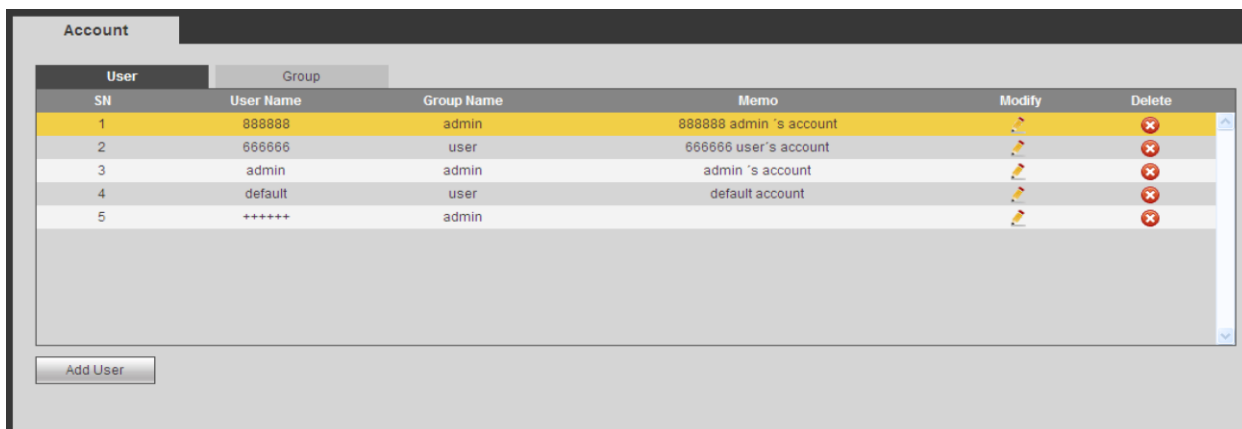 Account
User Group
SN User Name Group Name Memo Modify Delete
1 888888 admin 888888 admin ´s account
2 666666 user 666666 user´s account
3 admin admin admin ´s account
4 default user default account
5 ++++++ admin
Add User